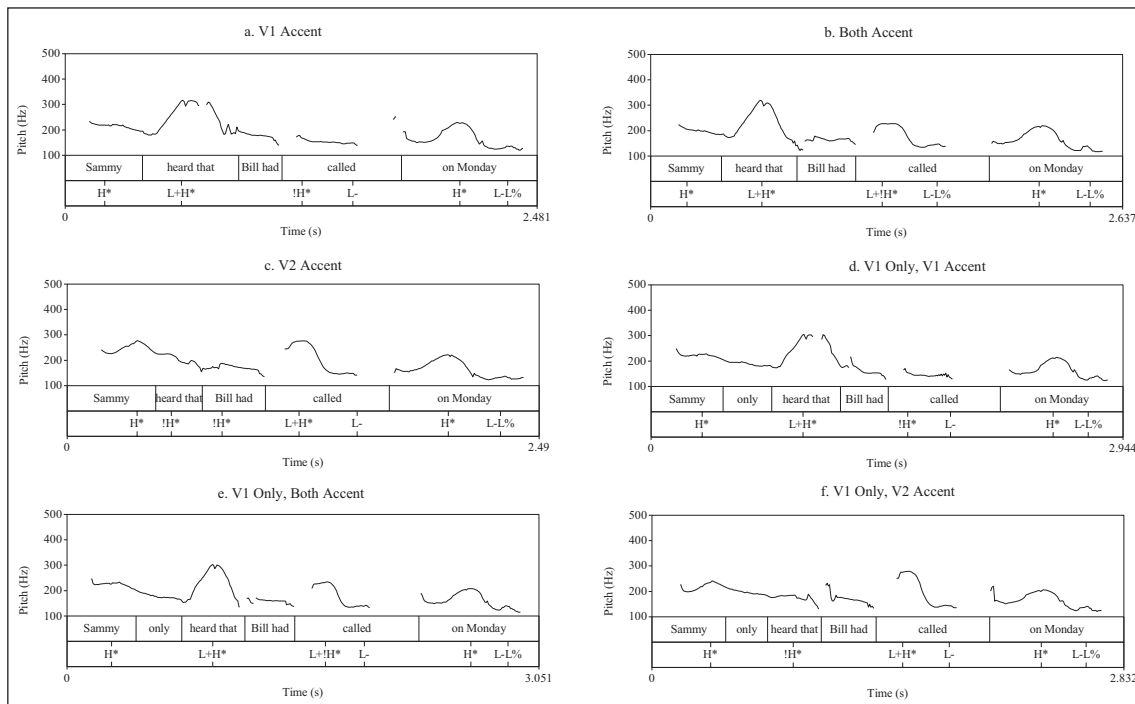 a. V1 Accent
500
400
300
200
100
Pitch (Hz)
Sammy heard that Bill had called on Monday
H* L+H* !H* L- H* L-L%
0 2.481
Time (s)
b. Both Accent
500
400
300
200
100
Pitch (Hz)
Sammy heard that Bill had called on Monday
H* L+H* L+!H* L-L% H* L-L%
0 2.637
Time (s)
c. V2 Accent
500
400
300
200
100
Pitch (Hz)
Sammy heard that Bill had called on Monday
H* !H* !H* L+H* L- H* L-L%
0 2.49
Time (s)
d. V1 Only, V1 Accent
500
400
300
200
100
Pitch (Hz)
Sammy only heard that Bill had called on Monday
H* L+H* !H* L- H* L-L%
0 2.944
Time (s)
e. V1 Only, Both Accent
500
400
300
200
100
Pitch (Hz)
Sammy only heard that Bill had called on Monday
H* L+H* L+!H* L- H* L-L%
0 3.051
Time (s)
f. V1 Only, V2 Accent
500
400
300
200
100
Pitch (Hz)
Sammy only heard that Bill had called on Monday
H* !H* L+H* L- H* L-L%
0 2.832
Time (s)